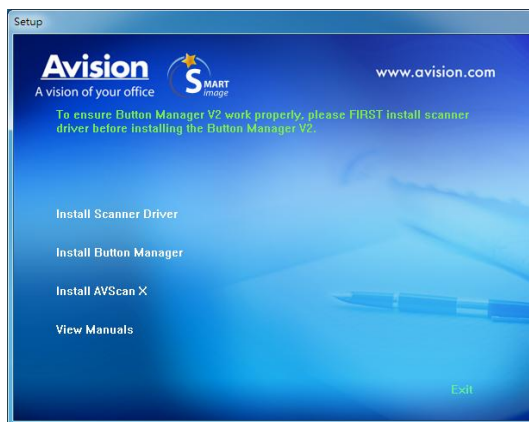 Setup
Avision
A vision of your office
SMART
image
www.avision.com
To ensure Button Manager V2 work properly, please FIRST install scanner
driver before installing the Button Manager V2.
Install Scanner Driver
Install Button Manager
Install AVScan X
View Manuals
Exit